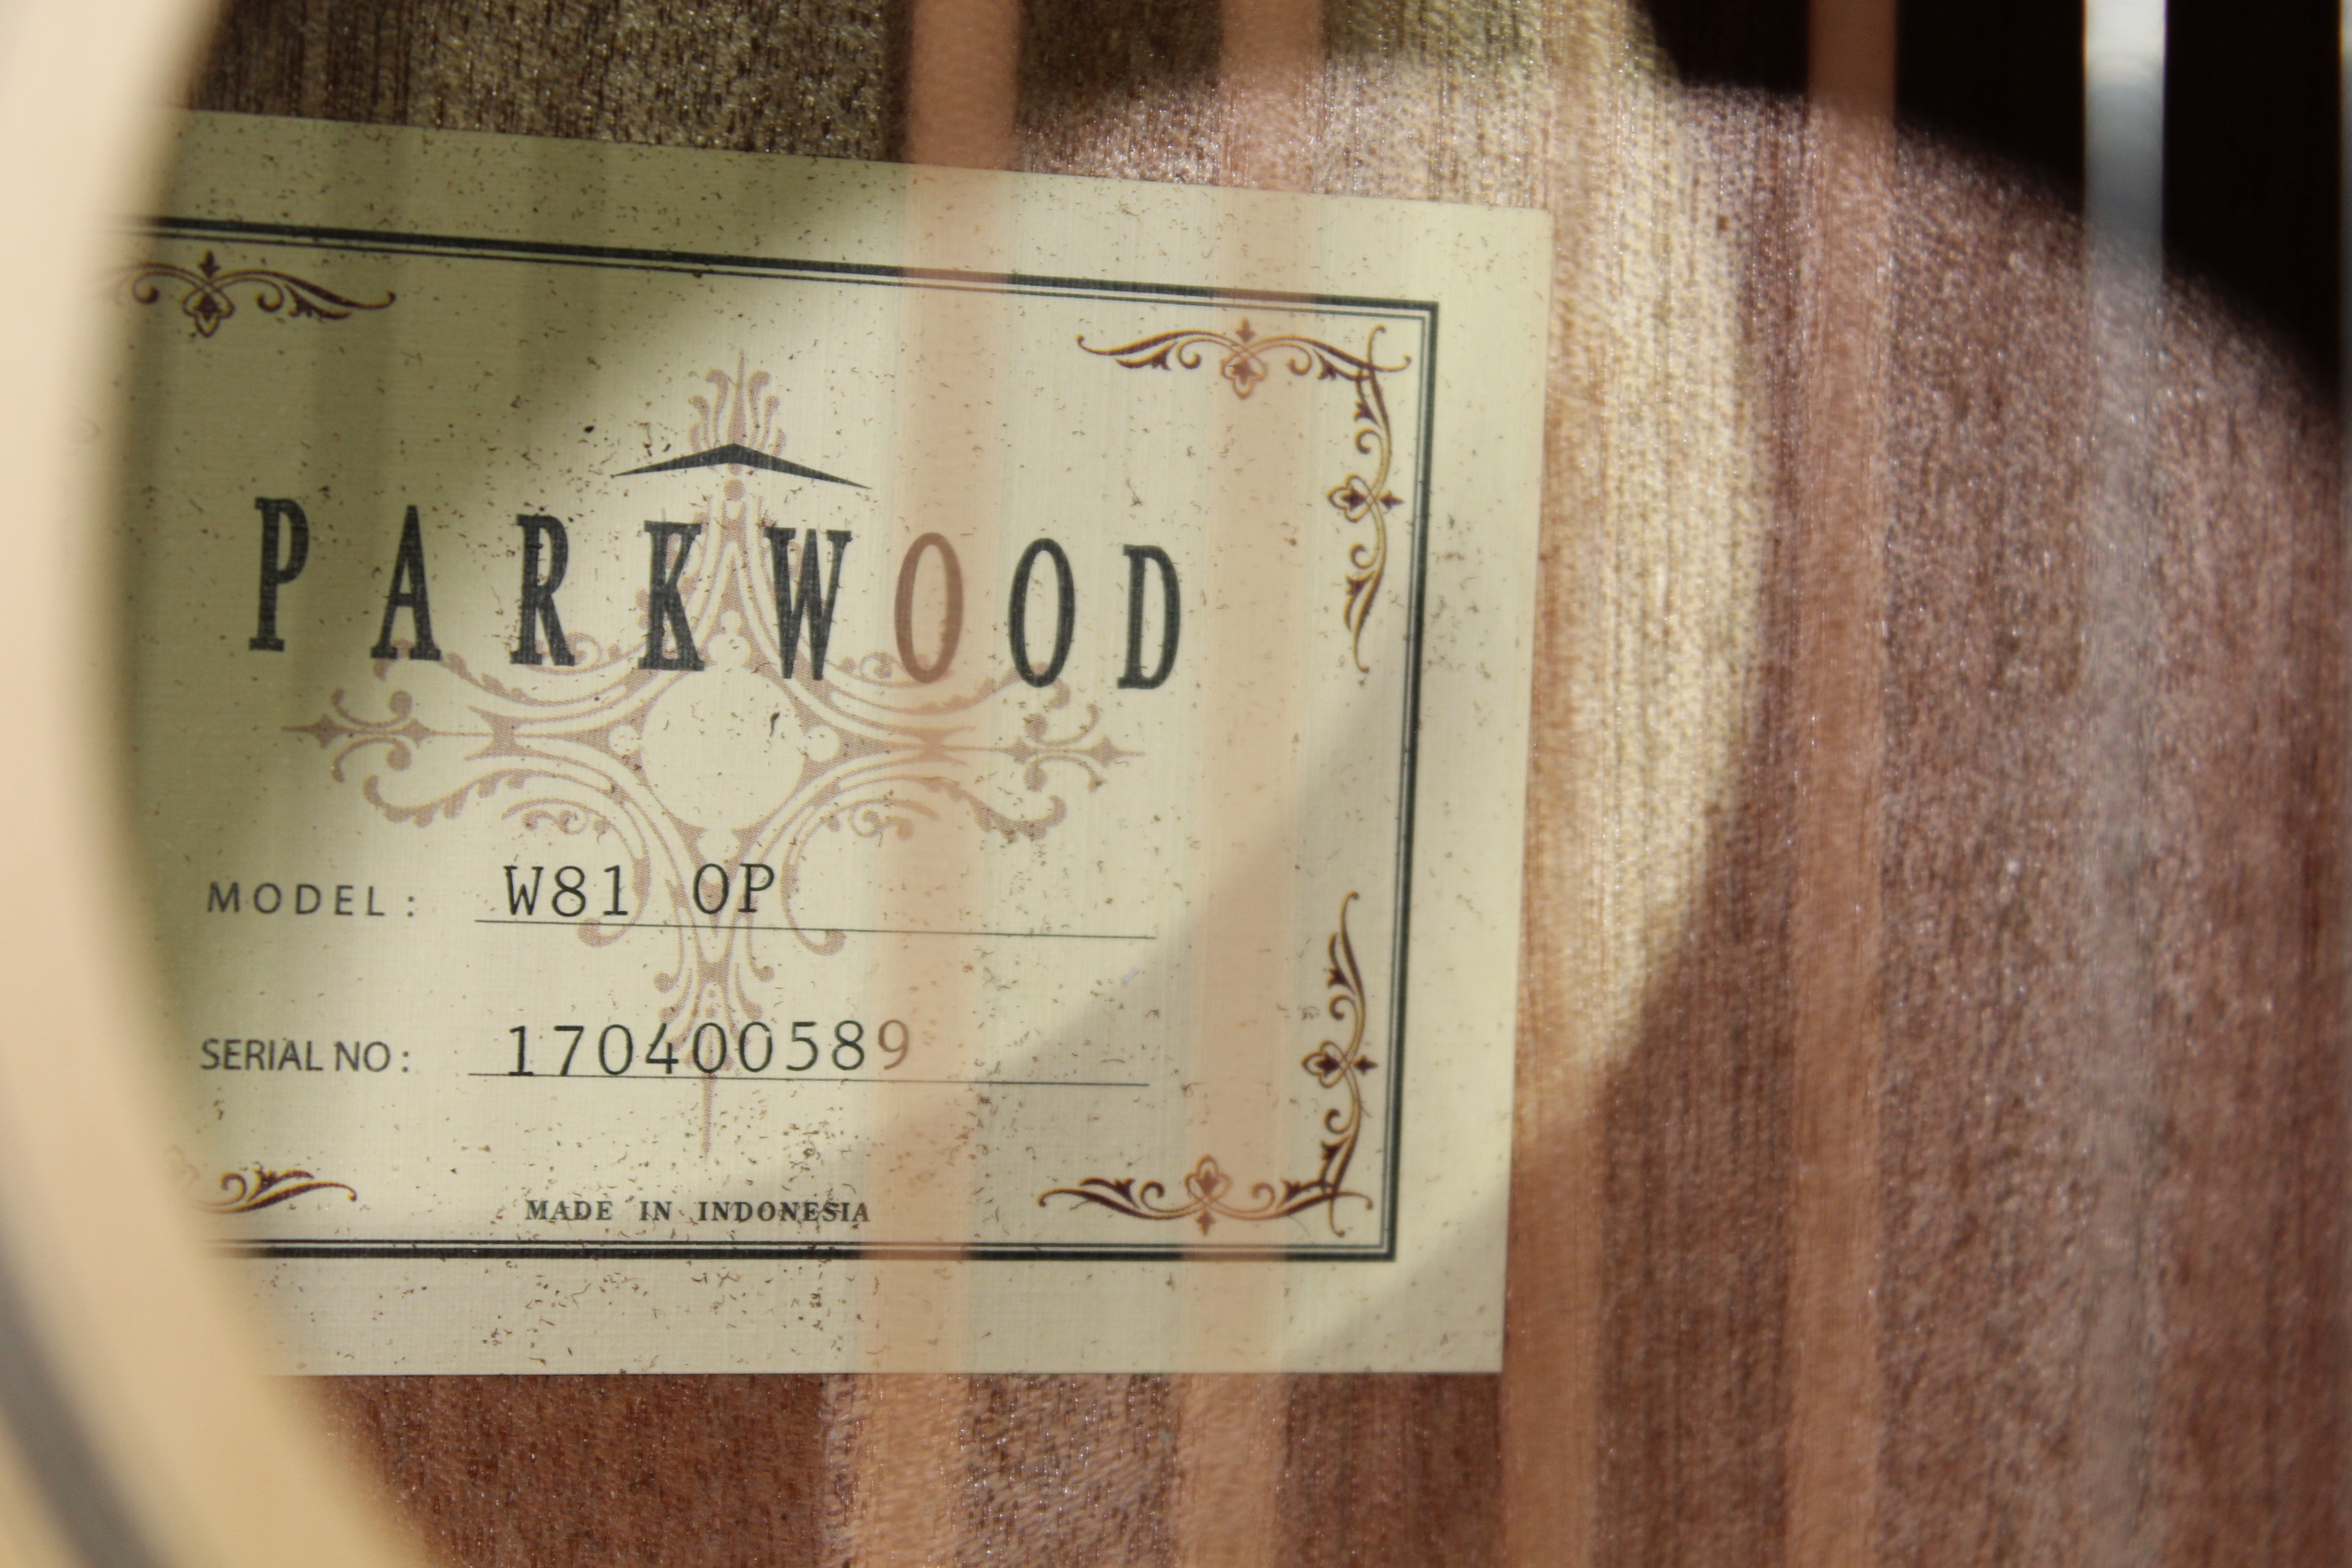 PARKWOOD
MODEL: W81 OP
SERIAL NO: 170400589
MADE IN INDONESIA